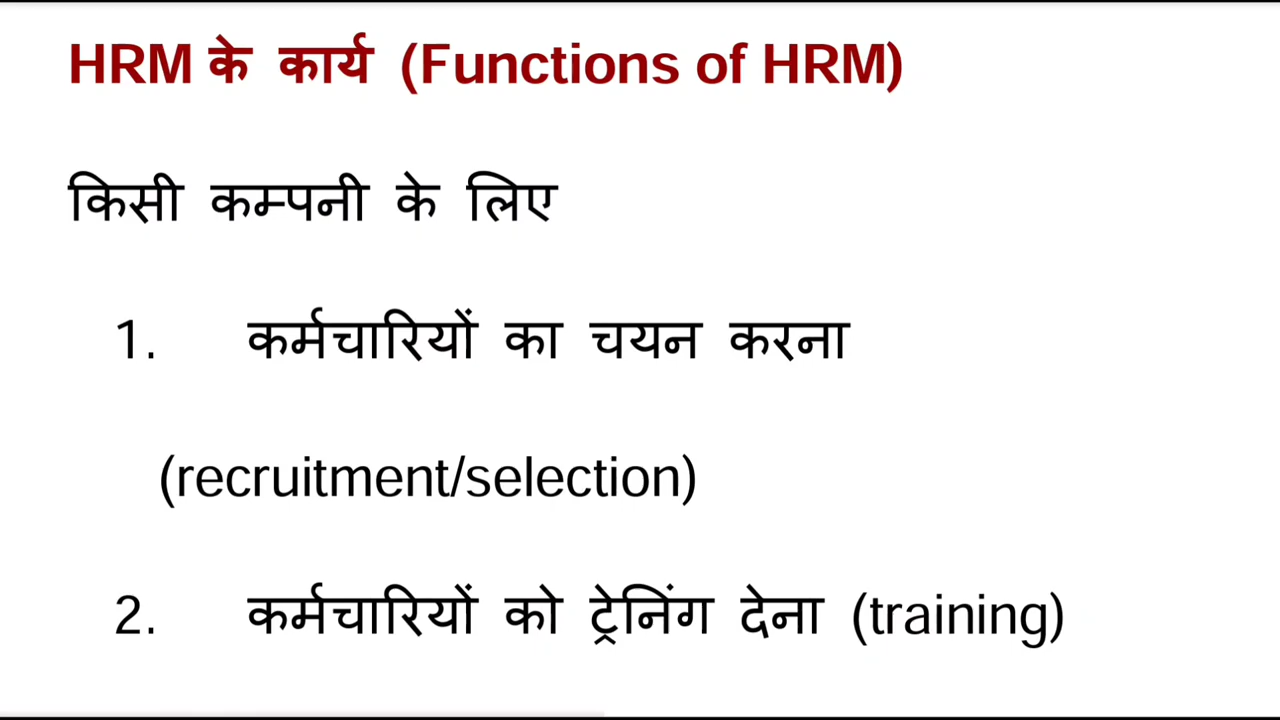 HRM के कार्य (Functions of HRM)
किसी कम्पनी के लिए
1. कर्मचारियों का चयन करना
(recruitment/selection)
2. कर्मचारियों को ट्रेनिंग देना (training)